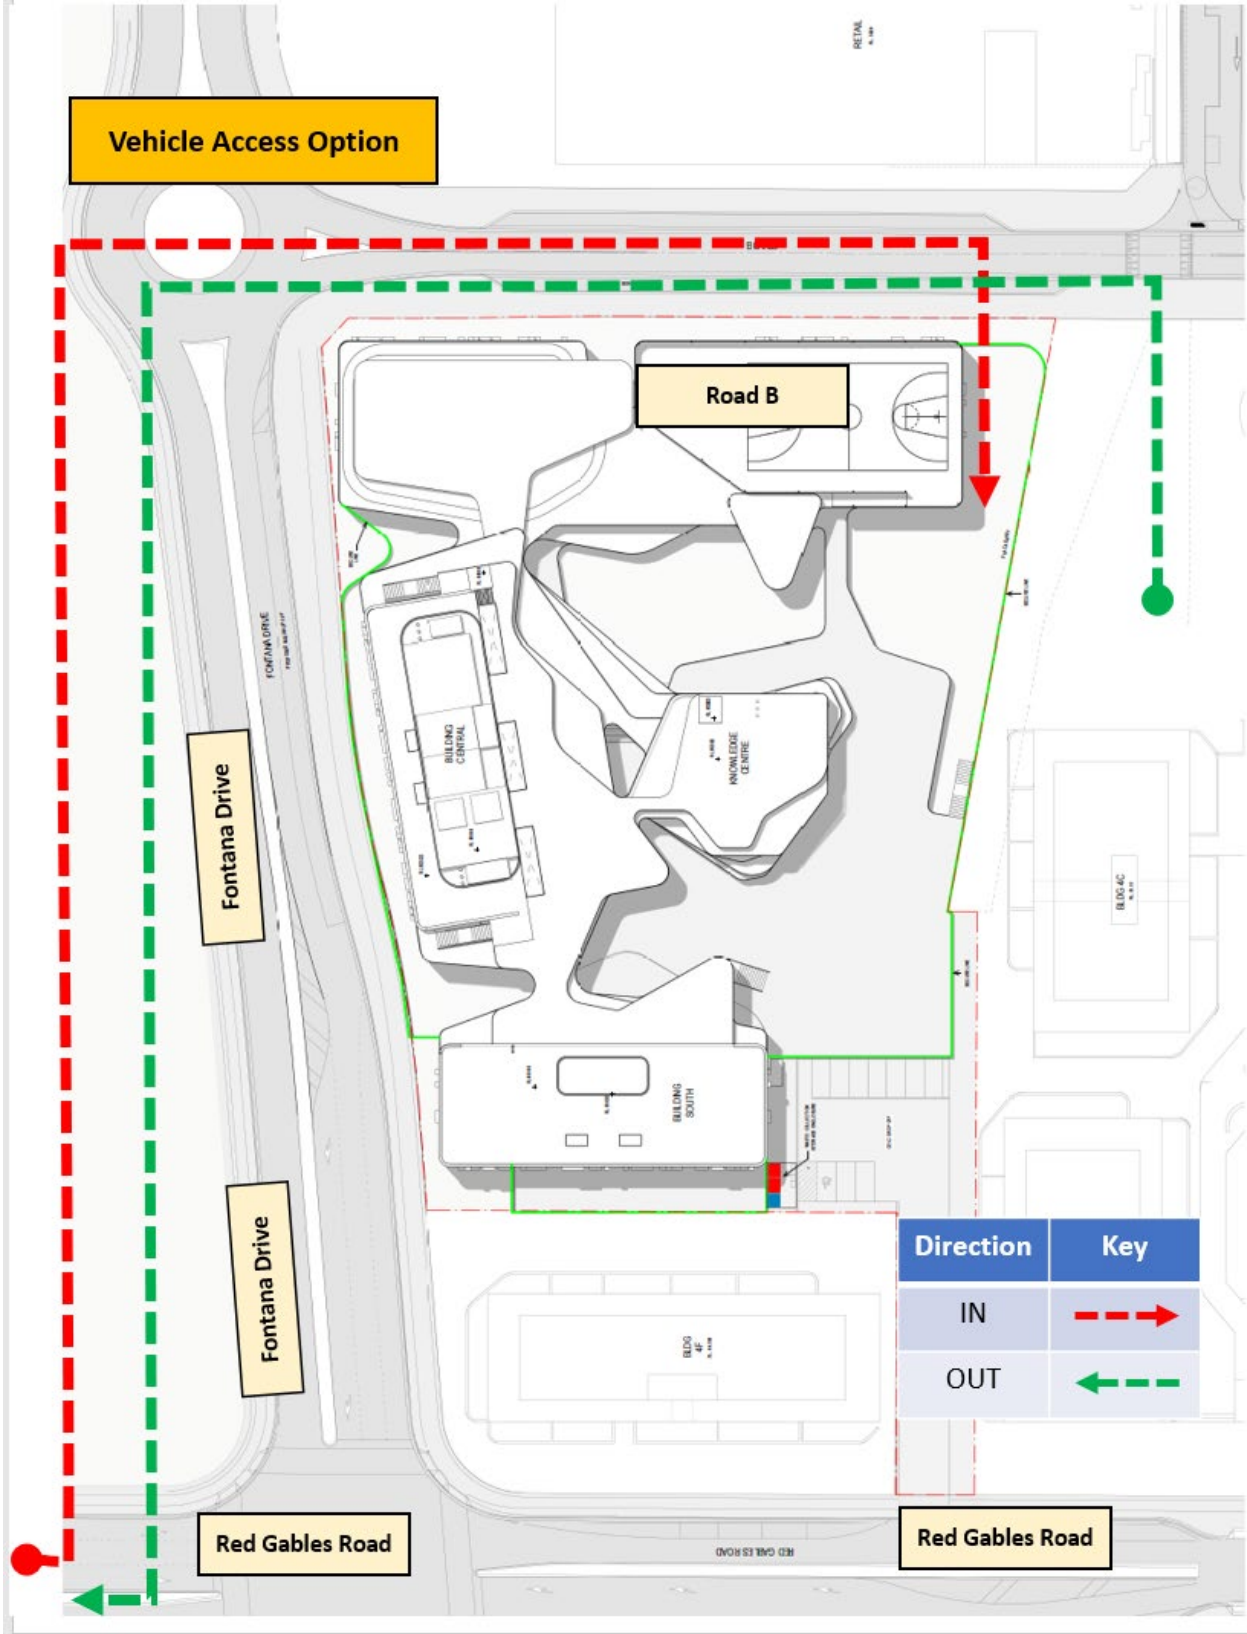 RETAIL
Vehicle Access Option
Road B
FONTANA DRIVE
BUILDING
CENTRAL
KNOWLEDGE
CENTRE
Fontana Drive
BLDG 4C
BUILDING
SOUTH
Fontana Drive
Direction Key
IN
OUT
BLDG
4F
Red Gables Road
RED GABLES ROAD
Red Gables Road